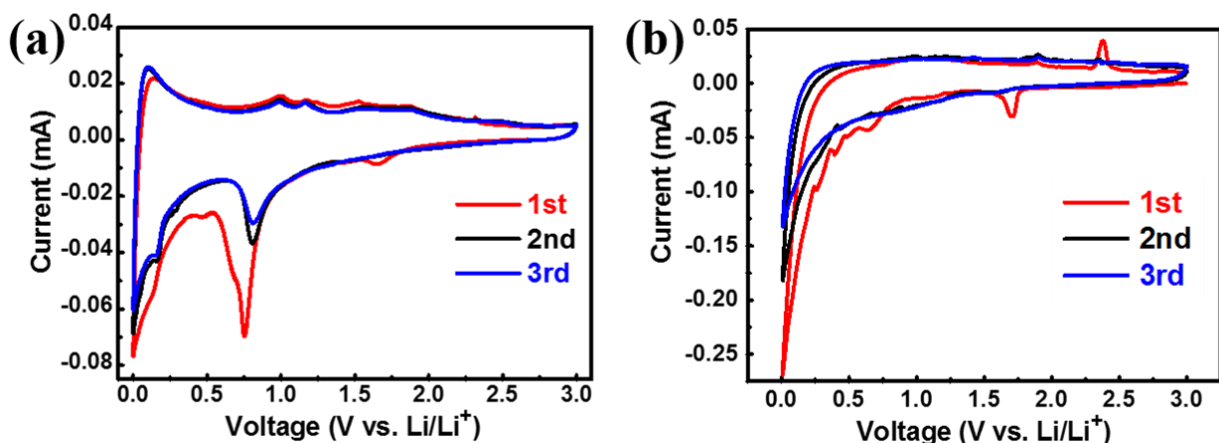 (a)
0.04
0.02
0.00
-0.02
-0.04
-0.06
-0.08
Current (mA)
1st
2nd
3rd
0.0 0.5 1.0 1.5 2.0 2.5 3.0
Voltage (V vs. Li/Li⁺)
(b)
0.05
0.00
-0.05
-0.10
-0.15
-0.20
-0.25
Current (mA)
1st
2nd
3rd
0.0 0.5 1.0 1.5 2.0 2.5 3.0
Voltage (V vs. Li/Li⁺)